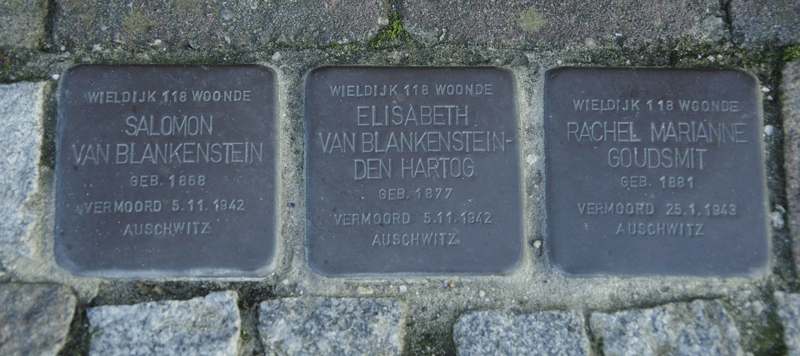 WIELDIJK 118 WOONDE
SALOMON
VAN BLANKENSTEIN
GEB. 1868
VERMOORD 5.11.1942
AUSCHWITZ
WIELDIJK 118 WOONDE
ELISABETH
VAN BLANKENSTEIN-
DEN HARTOG
GEB. 1877
VERMOORD 5.11.1942
AUSCHWITZ
WIELDIJK 118 WOONDE
RACHEL MARIANNE
GOUDSMIT
GEB. 1881
VERMOORD 25.1.1943
AUSCHWITZ